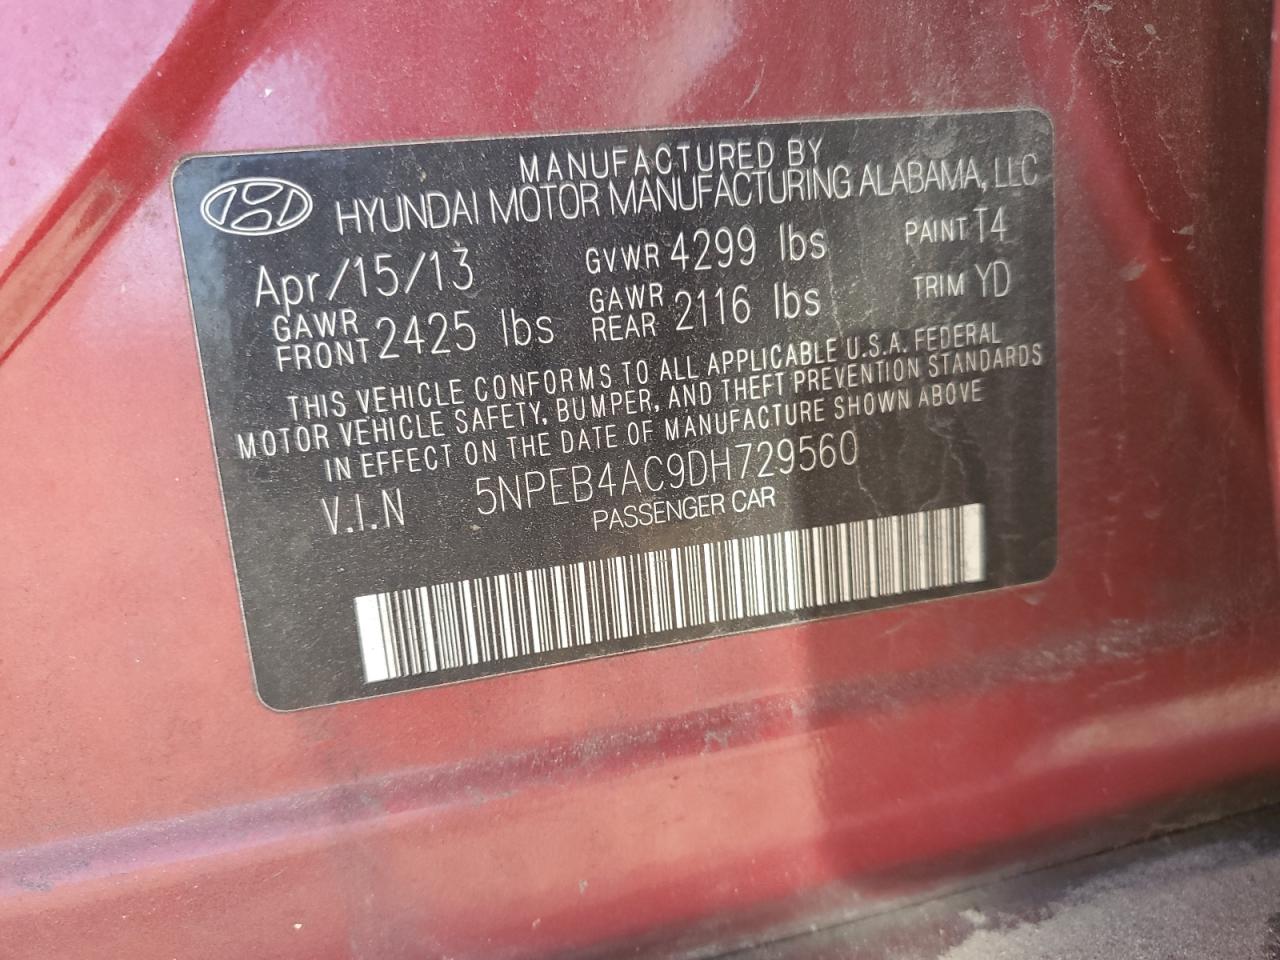 MANUFACTURED BY
HYUNDAI MOTOR MANUFACTURING ALABAMA, LLC
Apr/15/13 GVWR 4299 lbs PAINT T4
GAWR FRONT 2425 lbs GAWR REAR 2116 lbs TRIM YD
THIS VEHICLE CONFORMS TO ALL APPLICABLE U.S.A. FEDERAL
MOTOR VEHICLE SAFETY, BUMPER, AND THEFT PREVENTION STANDARDS
IN EFFECT ON THE DATE OF MANUFACTURE SHOWN ABOVE
V.I.N 5NPEB4AC9DH729560
PASSENGER CAR